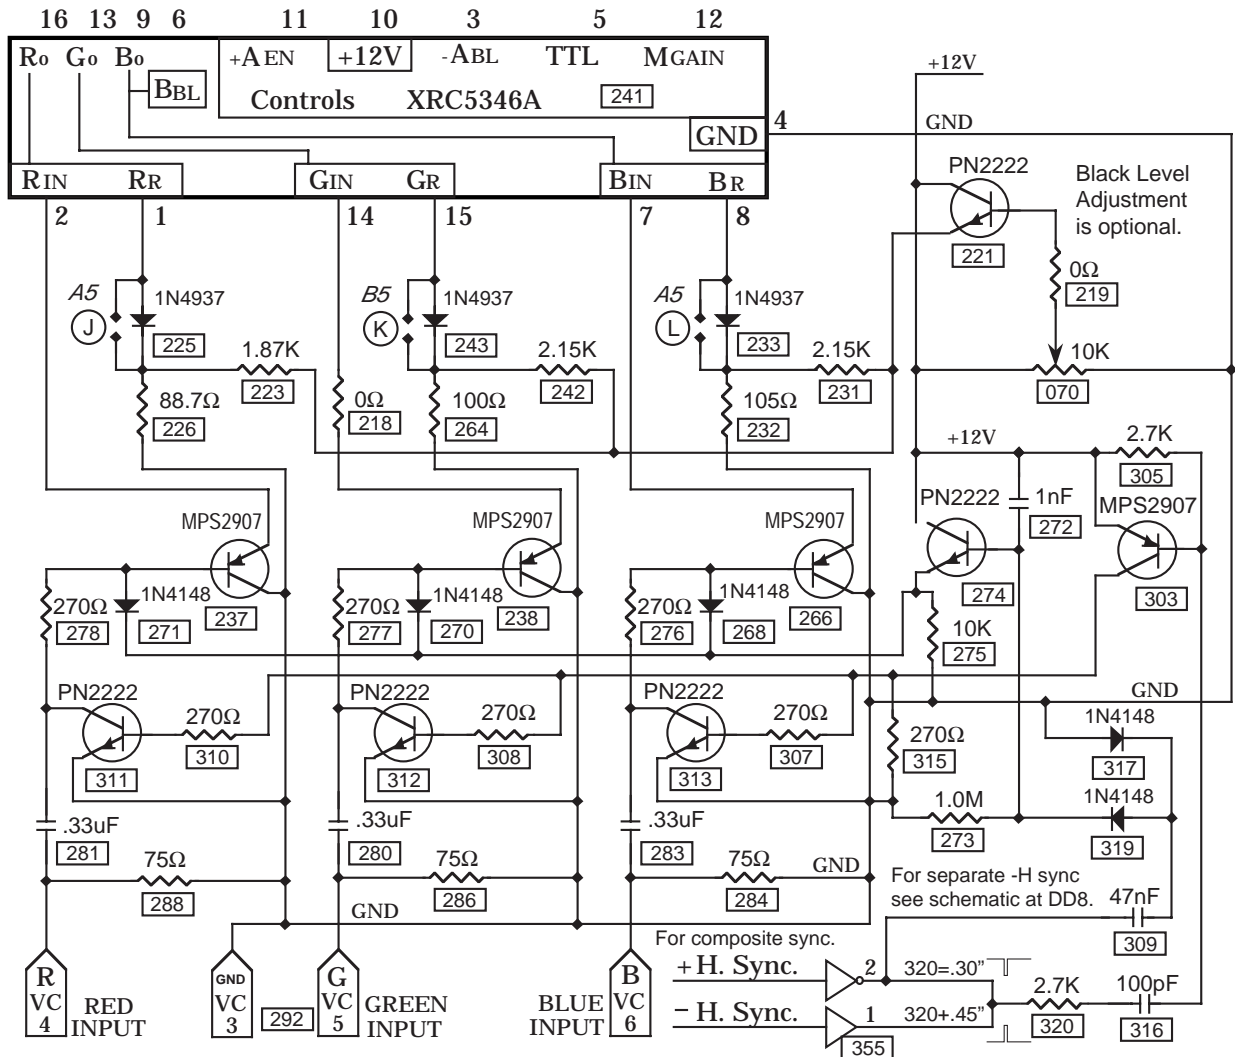 16 13 9 6 11 10 3 5 12
Ro Go Bo +AEN +12V -ABL TTL MGAIN
BBL
Controls XRC5346A 241
GND 4
RIN RR GIN GR BIN BR
2 1 14 15 7 8
+12V
GND
PN2222
221
Black Level
Adjustment
is optional.
0Ω
219
10K
070
A5
J
1N4937
225
1.87K
223
88.7Ω
226
0Ω
218
B5
K
1N4937
243
2.15K
242
100Ω
264
A5
L
1N4937
233
2.15K
231
105Ω
232
+12V
2.7K
305
PN2222
274
1nF
272
MPS2907
303
MPS2907
237
MPS2907
238
MPS2907
266
270Ω
278
1N4148
271
270Ω
277
1N4148
270
270Ω
276
1N4148
268
10K
275
GND
PN2222
311
270Ω
310
PN2222
312
270Ω
308
PN2222
313
270Ω
307
270Ω
315
1N4148
317
1N4148
319
1.0M
273
.33uF
281
.33uF
280
.33uF
283
75Ω
288
75Ω
286
75Ω
284
GND
GND
For separate -H sync
see schematic at DD8.
47nF
309
For composite sync.
+H. Sync. 2 320=.30"
− H. Sync. 1 320+.45"
355
2.7K
320
100pF
316
R
VC
4
RED
INPUT
GND
VC
3
292
G
VC
5
GREEN
INPUT
BLUE
INPUT
B
VC
6